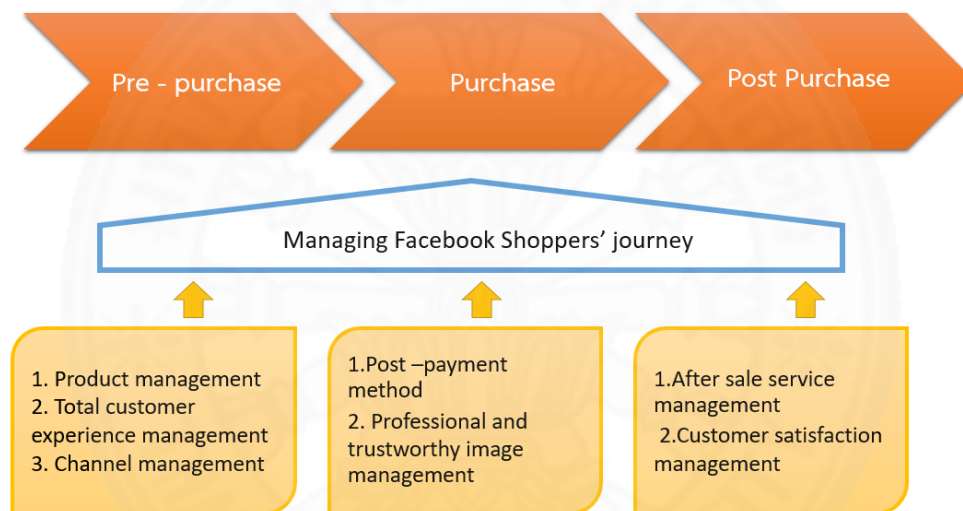 Pre - purchase
Purchase
Post Purchase
Managing Facebook Shoppers’ journey
1. Product management
2. Total customer
experience management
3. Channel management
1.Post –payment
method
2. Professional and
trustworthy image
management
1.After sale service
management
2.Customer satisfaction
management